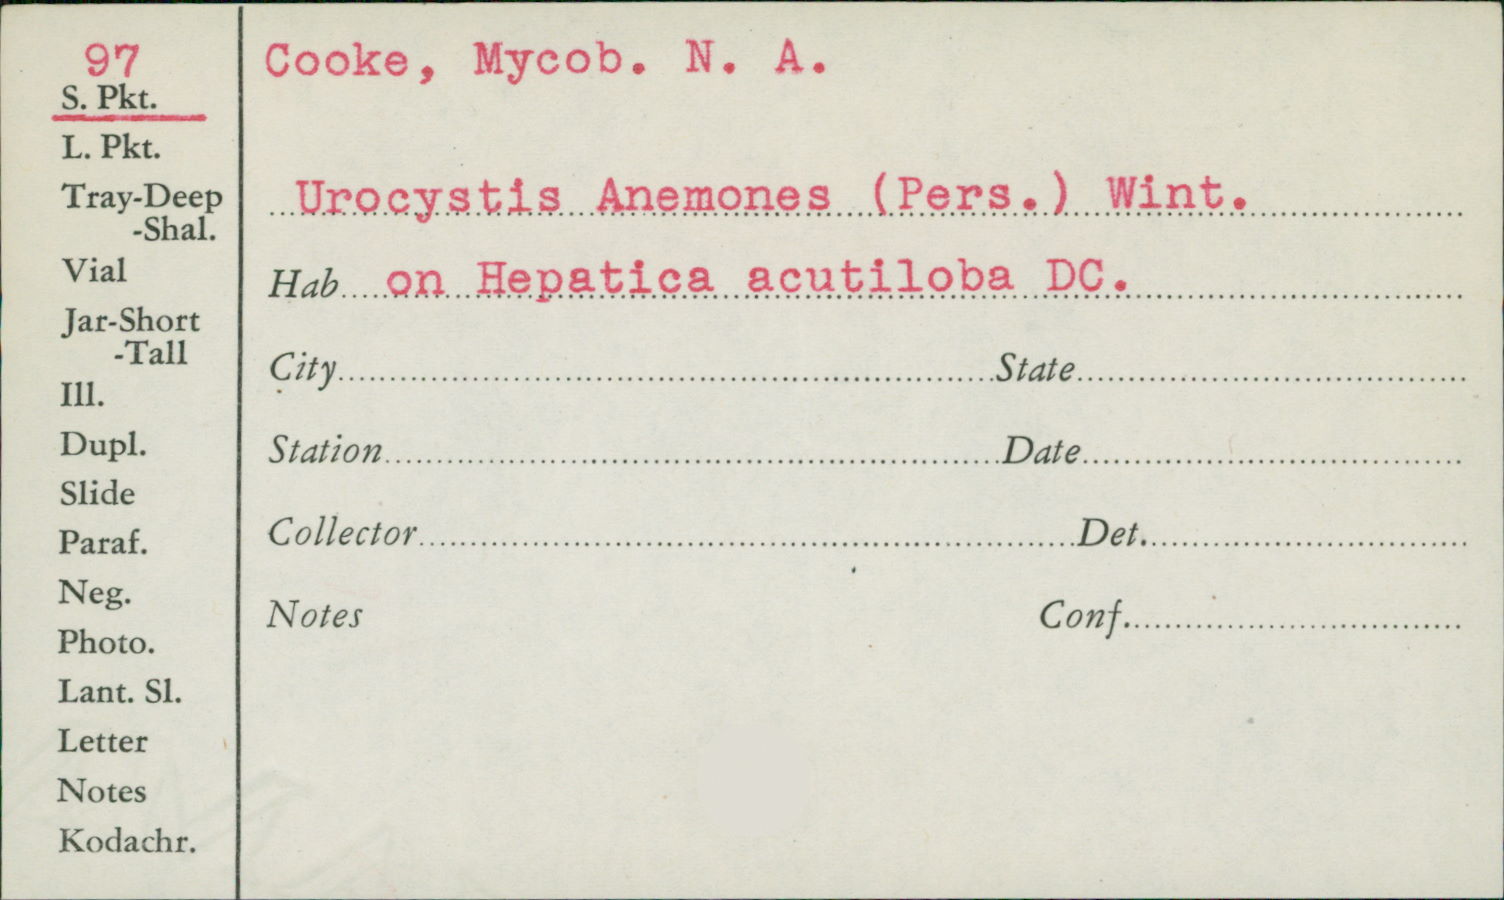 97
S. Pkt.
L. Pkt.
Tray-Deep
-Shal.
Vial
Jar-Short
-Tall
Ill.
Dupl.
Slide
Paraf.
Neg.
Photo.
Lant. Sl.
Letter
Notes
Kodachr.
Cooke, Mycob. N. A.
Urocystis Anemones (Pers.) Wint.
Hab on Hepatica acutiloba DC.
City State
Station Date
Collector Det.
Notes Conf.